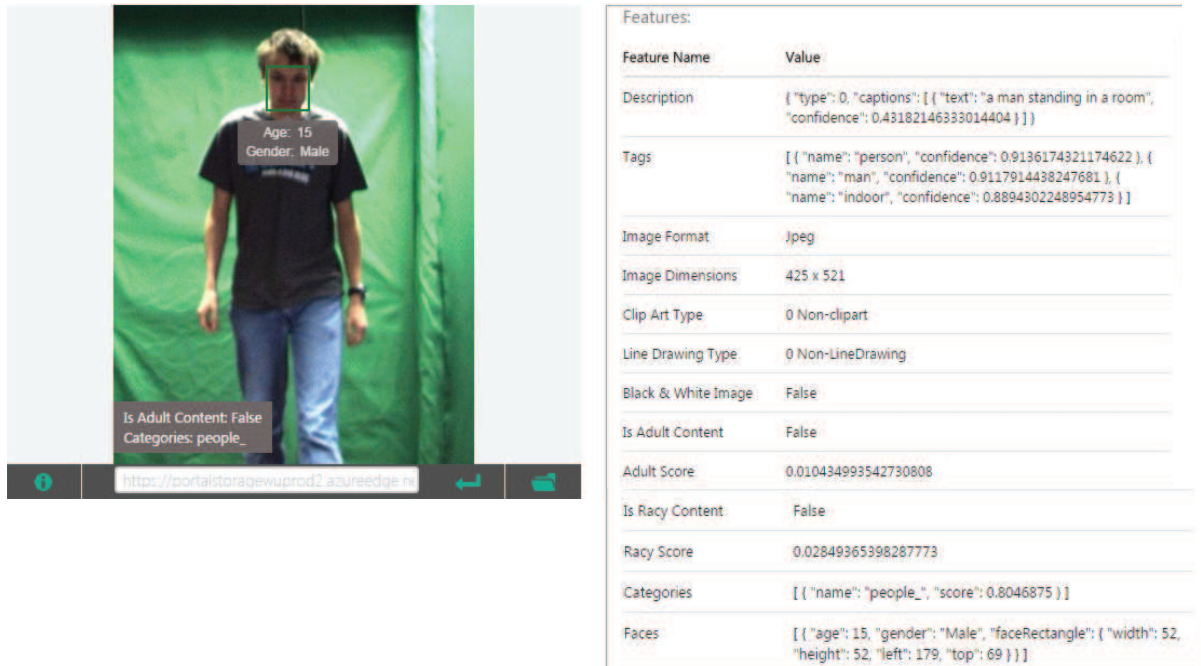 Age: 15
Gender: Male
Is Adult Content: False
Categories: people_
https://portalstoragewuprod2.azureedge.ne
Features:
Feature Name Value
Description { "type": 0, "captions": [ { "text": "a man standing in a room",
"confidence": 0.43182146333014404 } ] }
Tags [ { "name": "person", "confidence": 0.9136174321174622 }, {
"name": "man", "confidence": 0.9117914438247681 }, {
"name": "indoor", "confidence": 0.8894302248954773 } ]
Image Format Jpeg
Image Dimensions 425 x 521
Clip Art Type 0 Non-clipart
Line Drawing Type 0 Non-LineDrawing
Black & White Image False
Is Adult Content False
Adult Score 0.010434993542730808
Is Racy Content False
Racy Score 0.02849365398287773
Categories [ { "name": "people_", "score": 0.8046875 } ]
Faces [ { "age": 15, "gender": "Male", "faceRectangle": { "width": 52,
"height": 52, "left": 179, "top": 69 } } ]